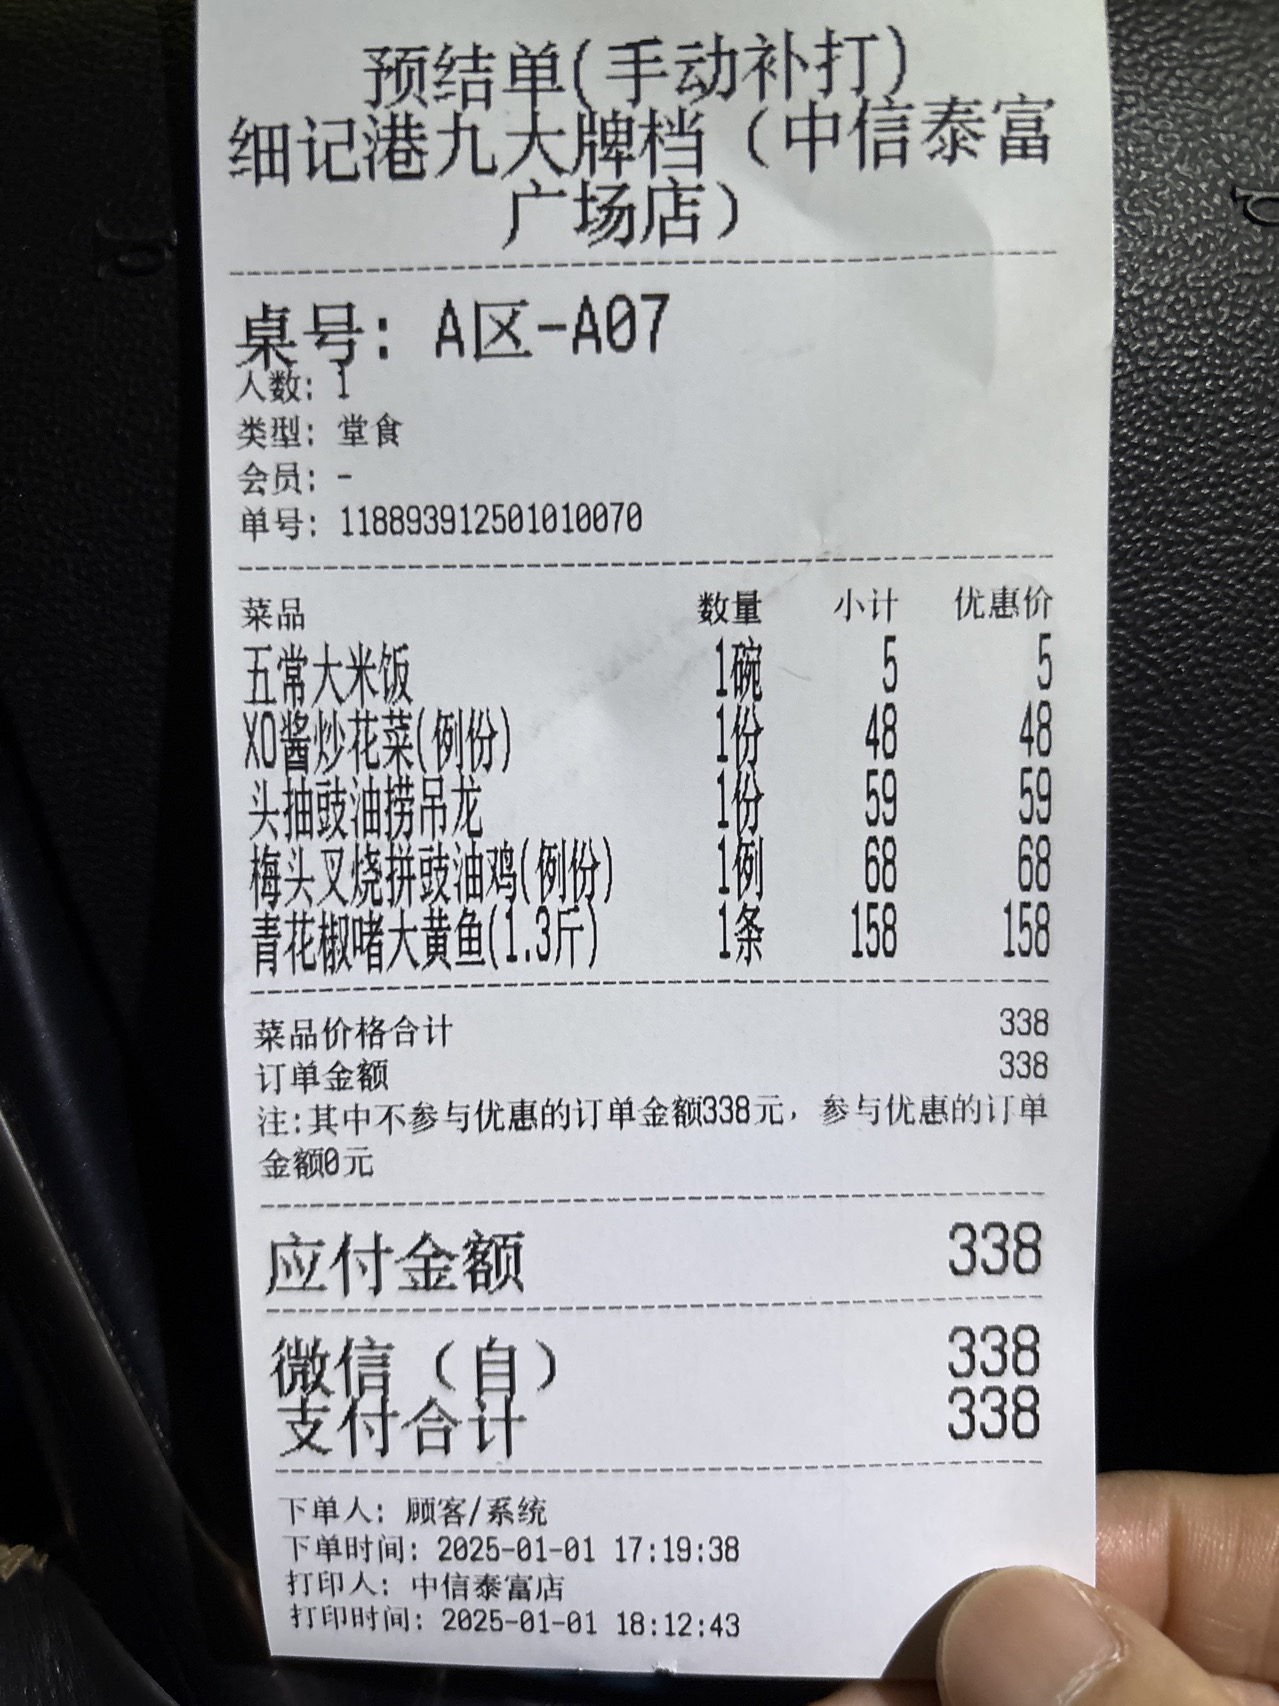 预结单(手动补打)
细记港九大牌档（中信泰富
广场店）
桌号: A区-A07
人数: 1
类型: 堂食
会员: -
单号: 118893912501010070
菜品 数量 小计 优惠价
五常大米饭 1碗 5 5
XO酱炒花菜(例份) 1份 48 48
头抽豉油捞吊龙 1份 59 59
梅头叉烧拼豉油鸡(例份) 1例 68 68
青花椒啫大黄鱼(1.3斤) 1条 158 158
菜品价格合计 338
订单金额 338
注:其中不参与优惠的订单金额338元，参与优惠的订单
金额0元
应付金额 338
微信（自） 338
支付合计 338
下单人: 顾客/系统
下单时间: 2025-01-01 17:19:38
打印人: 中信泰富店
打印时间: 2025-01-01 18:12:43